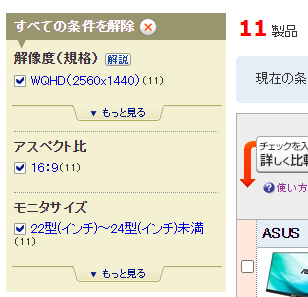 すべての条件を解除
解像度(規格) 解説
WQHD(2560x1440)(11)
▼ もっと見る
アスペクト比
16:9(11)
モニタサイズ
22型(インチ)～24型(インチ)未満
(11)
▼ もっと見る
11 製品
現在の条
チェックを入
詳しく比較
?使い方
ASUS